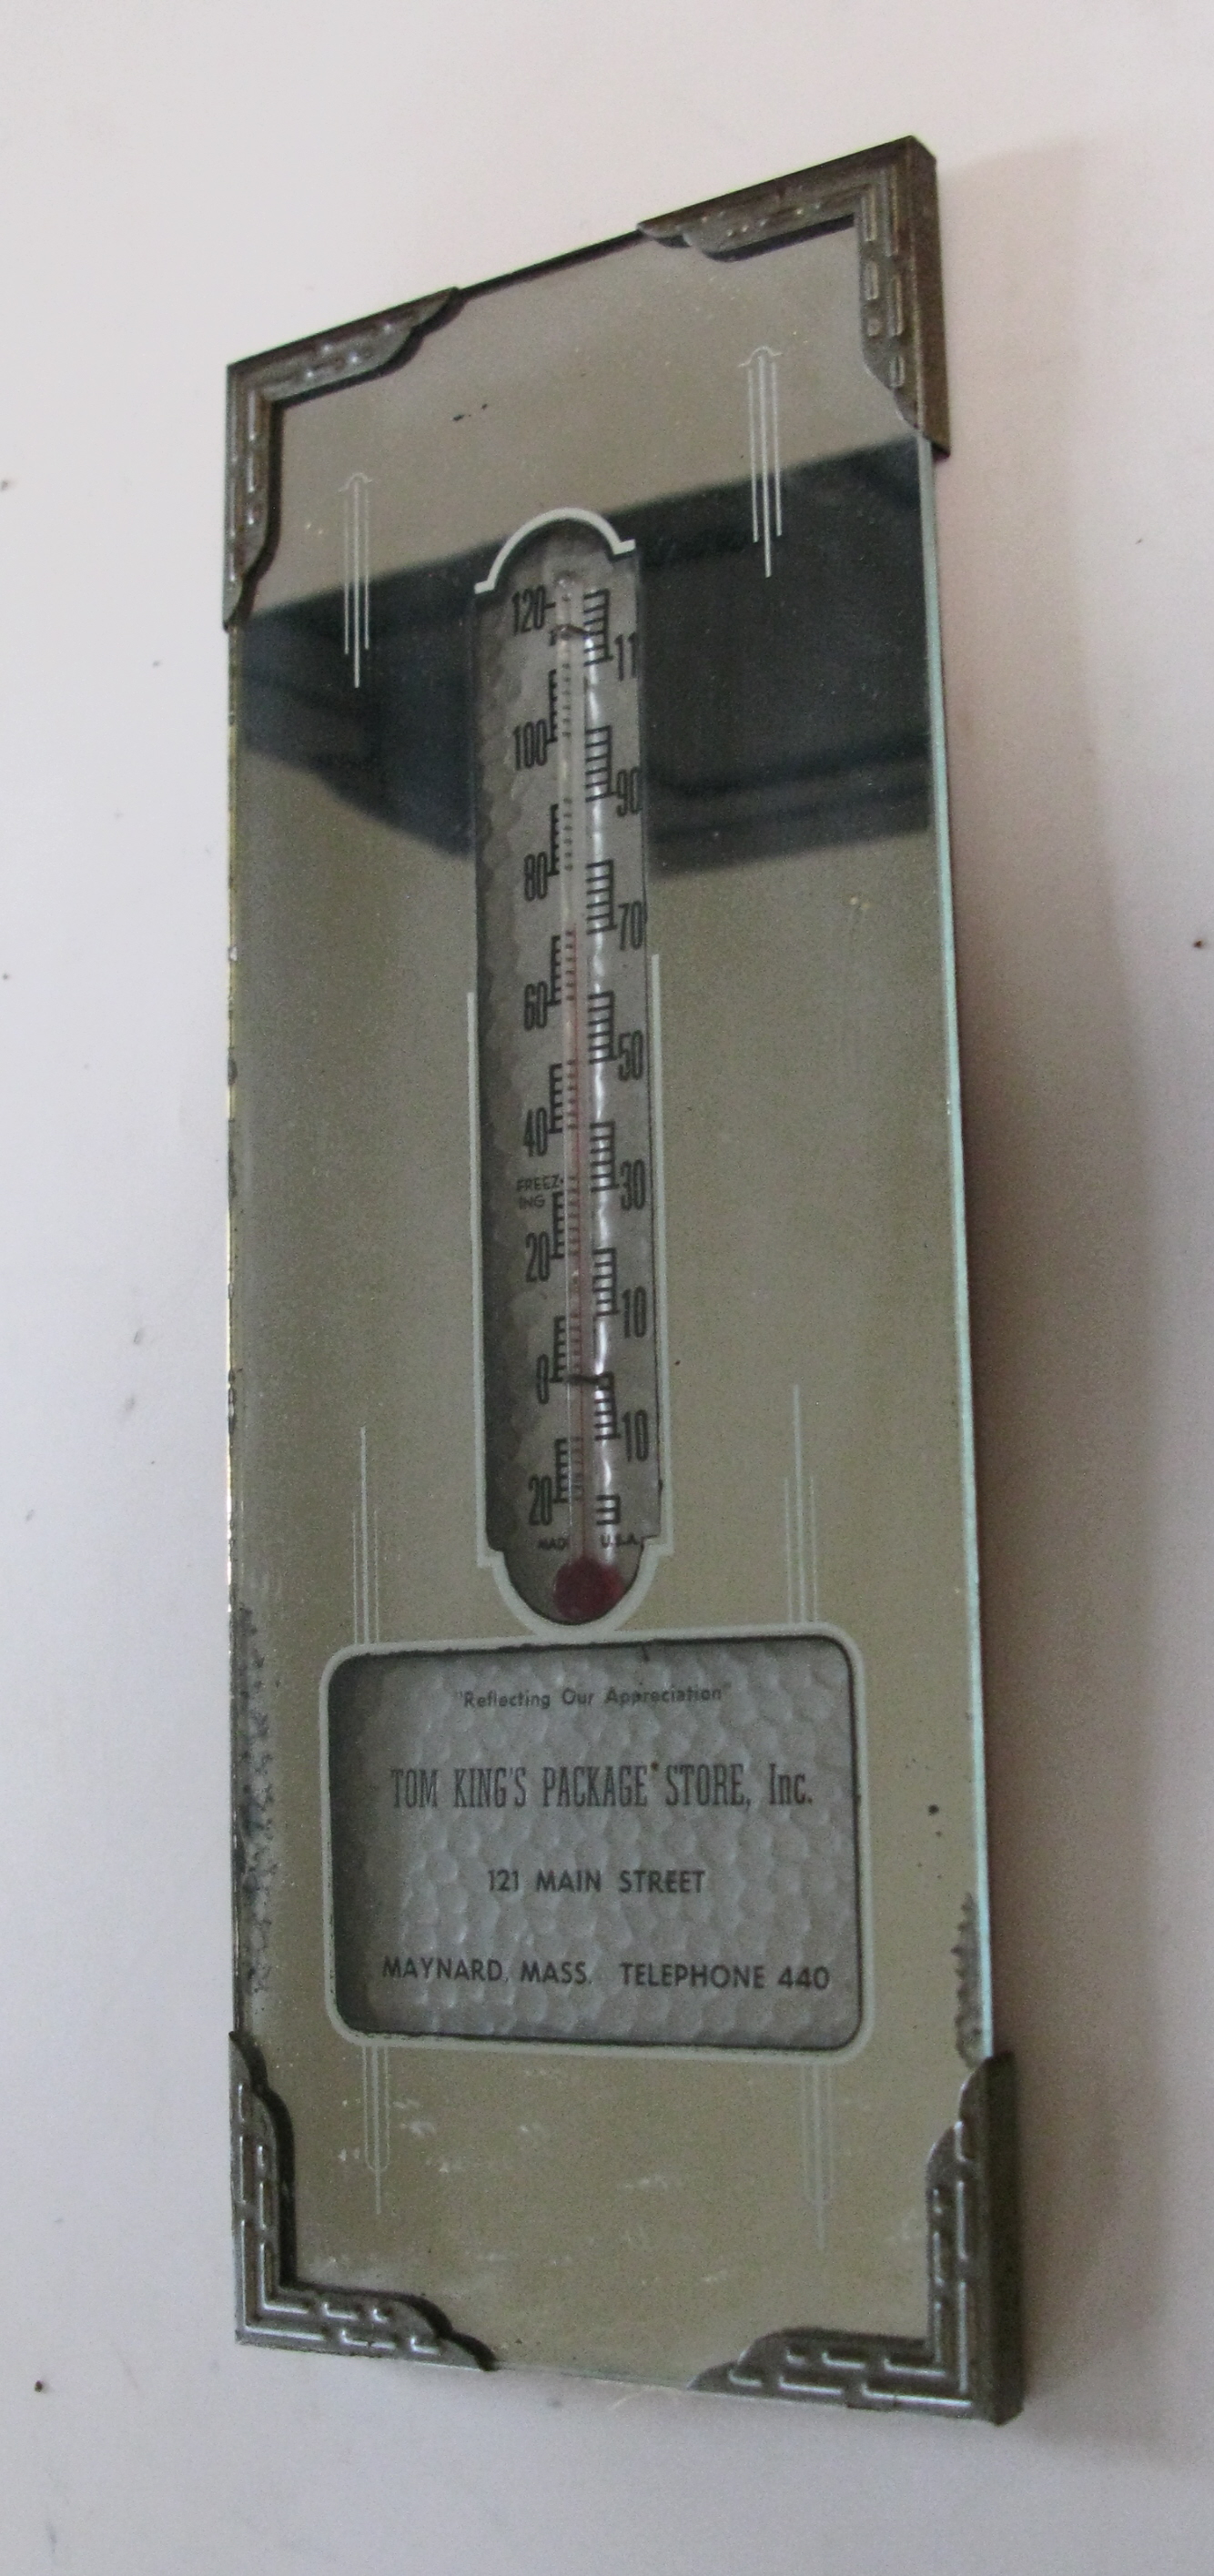 120
11
100
90
80
70
60
50
40
30
FREEZ-
ING
20
10
0
10
20
MAD U.S.A.
"Reflecting Our Appreciation"
TOM KING'S PACKAGE STORE, Inc.
121 MAIN STREET
MAYNARD, MASS. TELEPHONE 440